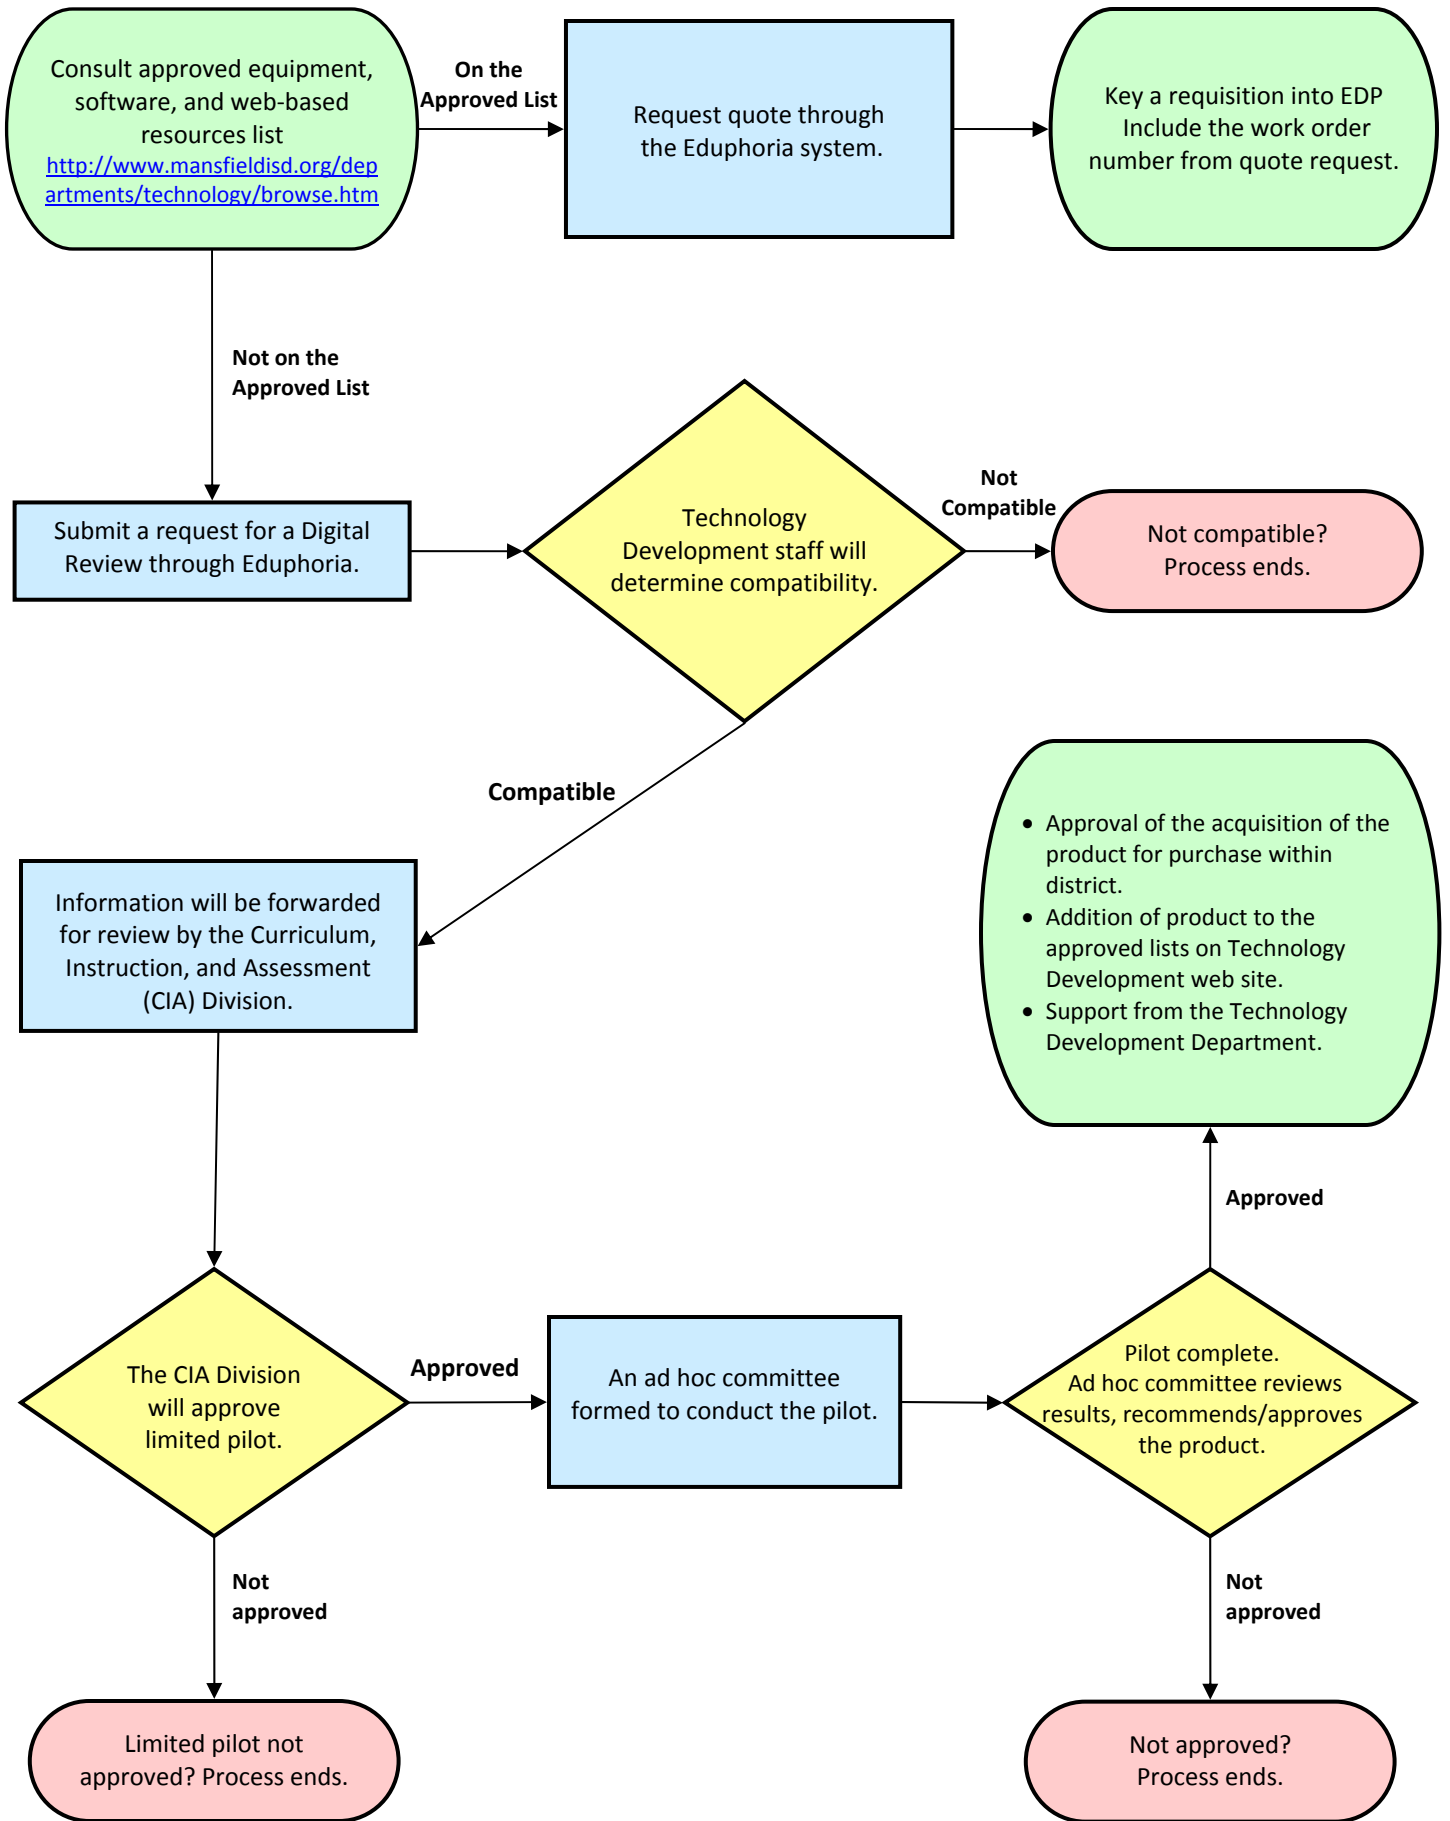 Consult approved equipment,
software, and web-based
resources list
http://www.mansfieldisd.org/dep
artments/technology/browse.htm
On the
Approved List
Request quote through
the Eduphoria system.
Key a requisition into EDP
Include the work order
number from quote request.
Not on the
Approved List
Submit a request for a Digital
Review through Eduphoria.
Technology
Development staff will
determine compatibility.
Not
Compatible
Not compatible?
Process ends.
Compatible
Information will be forwarded
for review by the Curriculum,
Instruction, and Assessment
(CIA) Division.
• Approval of the acquisition of the
product for purchase within
district.
• Addition of product to the
approved lists on Technology
Development web site.
• Support from the Technology
Development Department.
Approved
The CIA Division
will approve
limited pilot.
Approved
An ad hoc committee
formed to conduct the pilot.
Pilot complete.
Ad hoc committee reviews
results, recommends/approves
the product.
Not
approved
Not
approved
Limited pilot not
approved? Process ends.
Not approved?
Process ends.